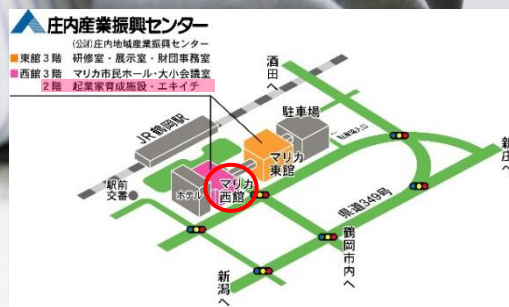 庄内産業振興センター
(公財)庄内地域産業振興センター
東館3階 研修室・展示室・財団事務室
西館3階 マリカ市民ホール・大小会議室
2階 起業家育成施設・エキイチ
酒田へ
駐車場
JR鶴岡駅
駐車場入口
新庄へ
マリカ
東館
駅前
交番
ホテル
マリカ
西館
県道349号
鶴岡市内へ
新潟へ